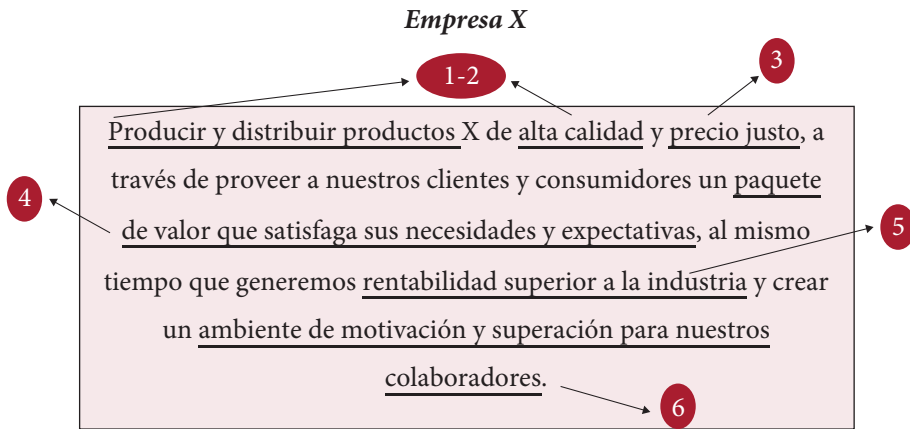 Empresa X
1-2
3
Producir y distribuir productos X de alta calidad y precio justo, a
través de proveer a nuestros clientes y consumidores un paquete
4
de valor que satisfaga sus necesidades y expectativas, al mismo
5
tiempo que generemos rentabilidad superior a la industria y crear
un ambiente de motivación y superación para nuestros
colaboradores.
6